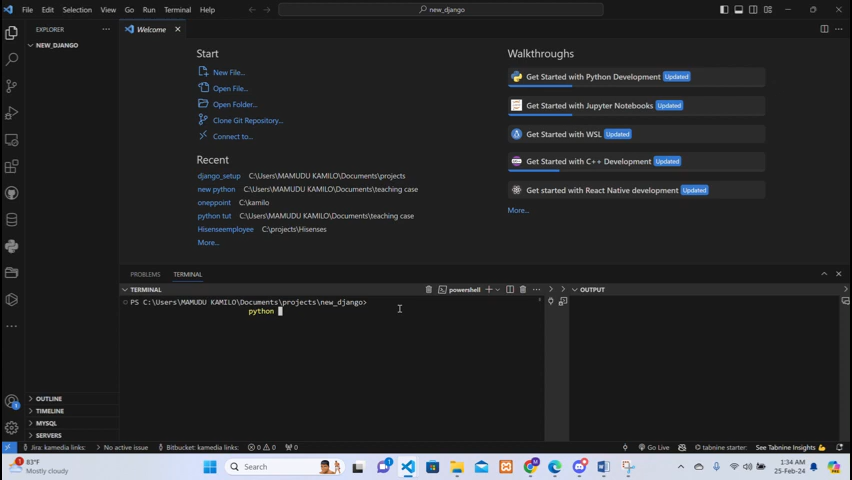 File Edit Selection View Go Run Terminal Help
new_django
EXPLORER
NEW_DJANGO
Welcome
Start
New File...
Open File...
Open Folder...
Clone Git Repository...
Connect to...
Recent
django_setup C:\Users\MAMUDU KAMILO\Documents\projects
new python C:\Users\MAMUDU KAMILO\Documents\teaching case
oneppoint C:\kamilo
python tut C:\Users\MAMUDU KAMILO\Documents\teaching case
Hisenseemployee C:\projects\Hisenses
More...
Walkthroughs
Get Started with Python Development Updated
Get Started with Jupyter Notebooks Updated
Get Started with WSL Updated
Get Started with C++ Development Updated
Get started with React Native development Updated
More...
PROBLEMS TERMINAL
TERMINAL
powershell
OUTPUT
PS C:\Users\MAMUDU KAMILO\Documents\projects\new_django>
python
OUTLINE
TIMELINE
MYSQL
SERVERS
Jira: kamedia links: No active issue Bitbucket: kamedia links: 0 0 0
Go Live tabnine starter See Tabnine Insights
83°F
Mostly cloudy
Search
1:34 AM
25-Feb-24